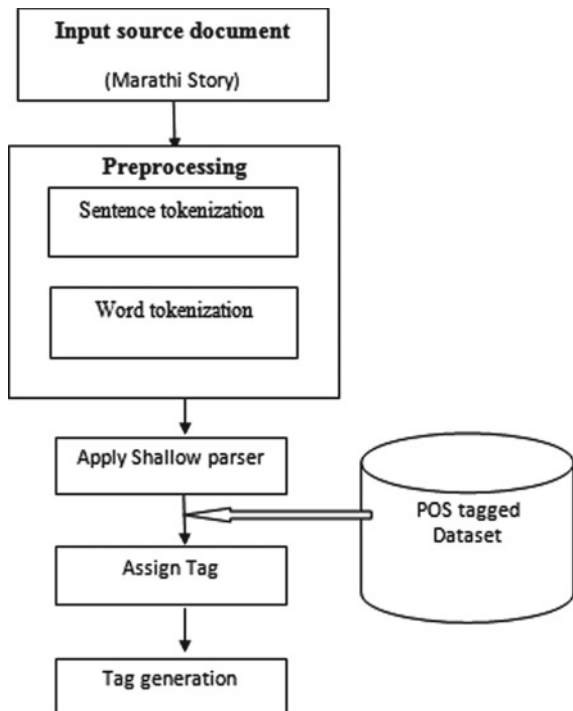 Input source document
(Marathi Story)
Preprocessing
Sentence tokenization
Word tokenization
Apply Shallow parser
POS tagged
Dataset
Assign Tag
Tag generation